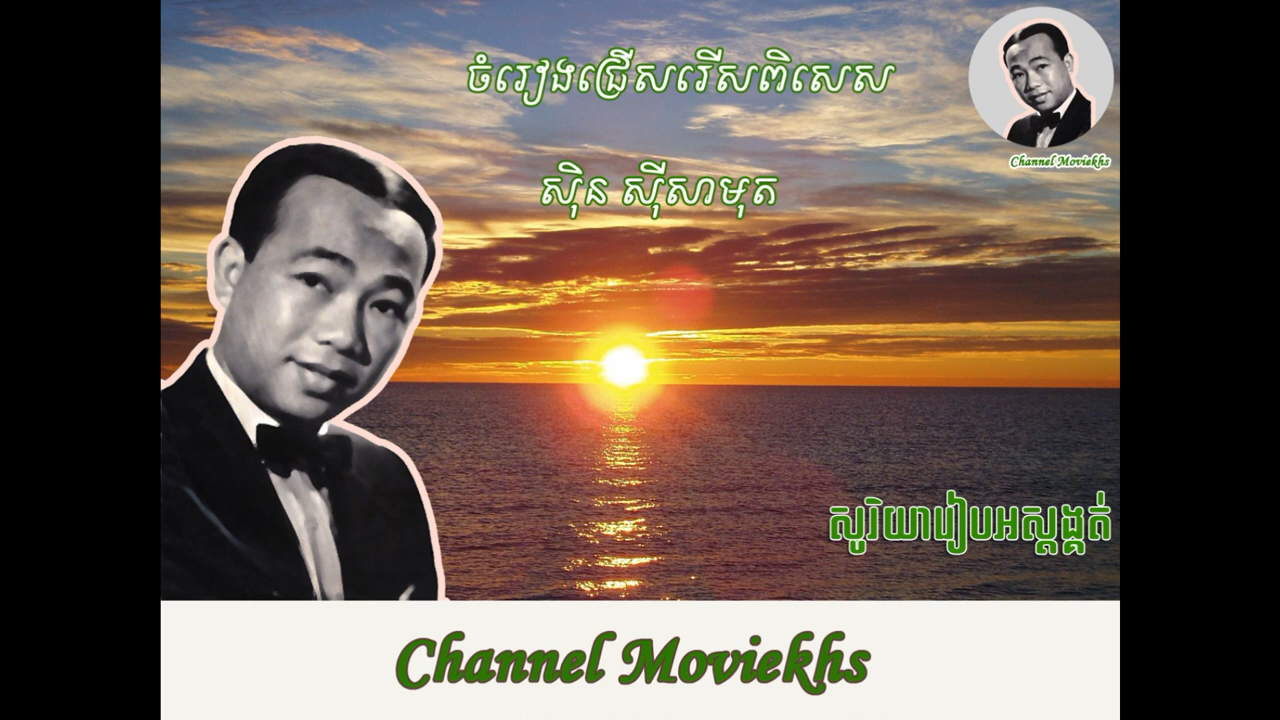 ចំរៀងជ្រើសរើសពិសេស
Channel Moviekhs
ស៊ិន ស៊ីសាមុត
សូរិយារៀបអស្តង្គត់
Channel Moviekhs